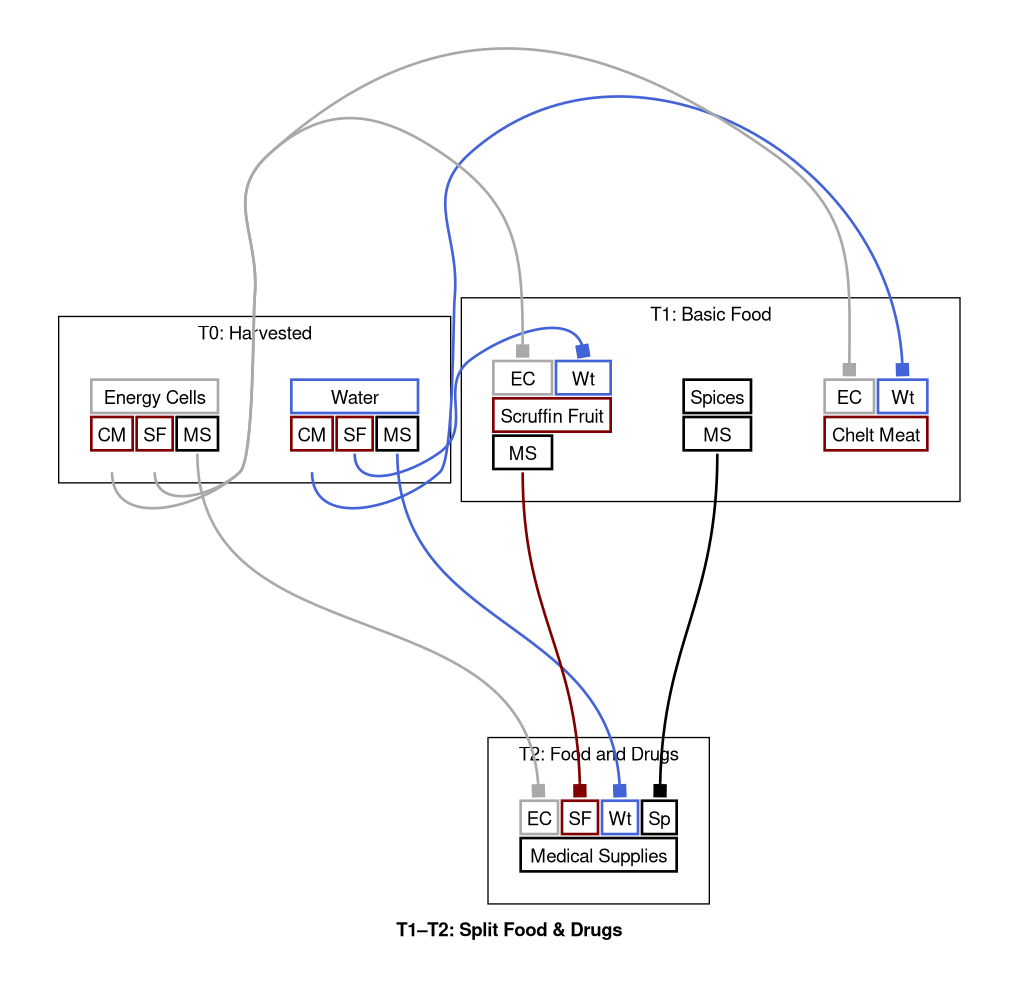 T0: Harvested
Energy Cells
CM SF MS
Water
CM SF MS
T1: Basic Food
EC Wt
Scruffin Fruit
MS
Spices
MS
EC Wt
Chelt Meat
T2: Food and Drugs
EC SF Wt Sp
Medical Supplies
T1–T2: Split Food & Drugs